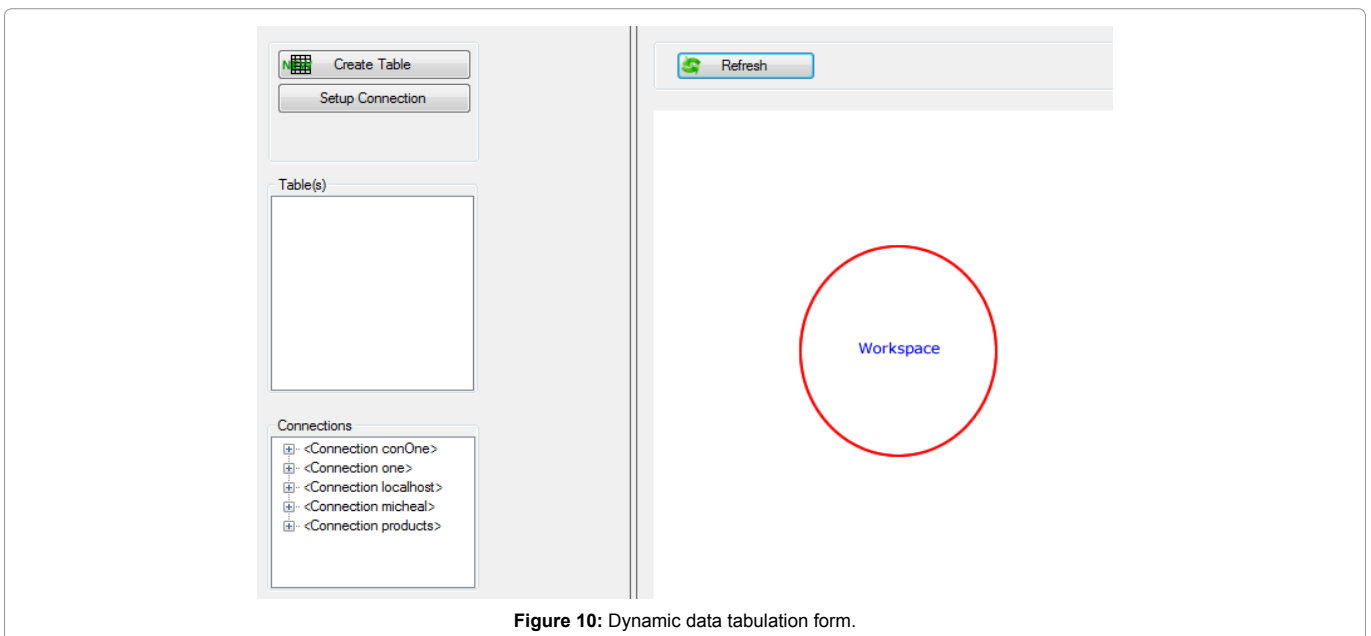 Create Table
Setup Connection
Refresh
Table(s)
Workspace
Connections
<Connection conOne>
<Connection one>
<Connection localhost>
<Connection micheal>
<Connection products>
Figure 10: Dynamic data tabulation form.